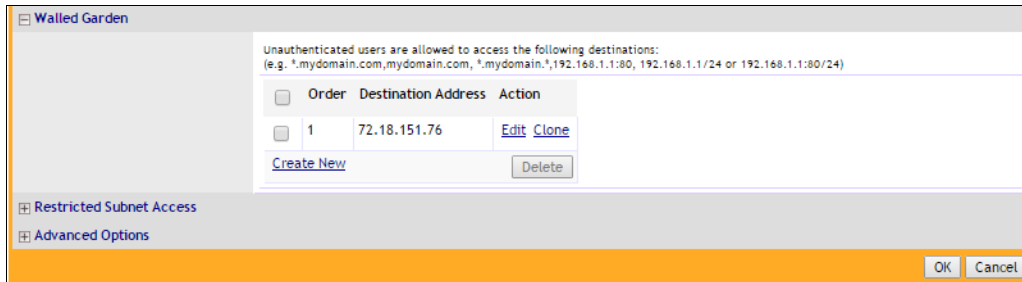 Walled Garden
Unauthenticated users are allowed to access the following destinations:
(e.g. *.mydomain.com,mydomain.com, *.mydomain.*,192.168.1.1:80, 192.168.1.1/24 or 192.168.1.1:80/24)
Order Destination Address Action
1 72.18.151.76 Edit Clone
Create New Delete
Restricted Subnet Access
Advanced Options
OK Cancel